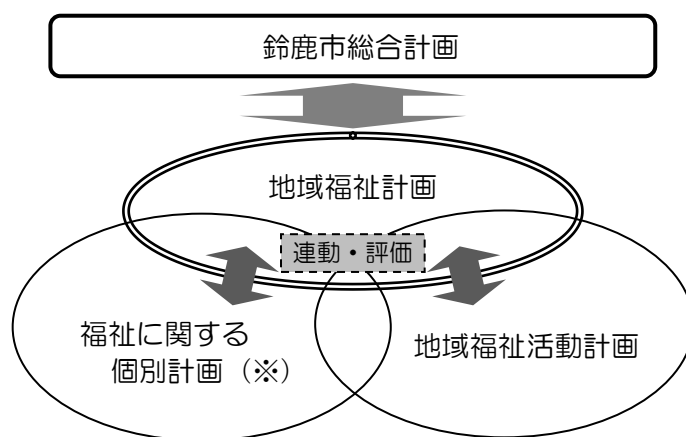 鈴鹿市総合計画
地域福祉計画
連動・評価
福祉に関する
個別計画（※）
地域福祉活動計画